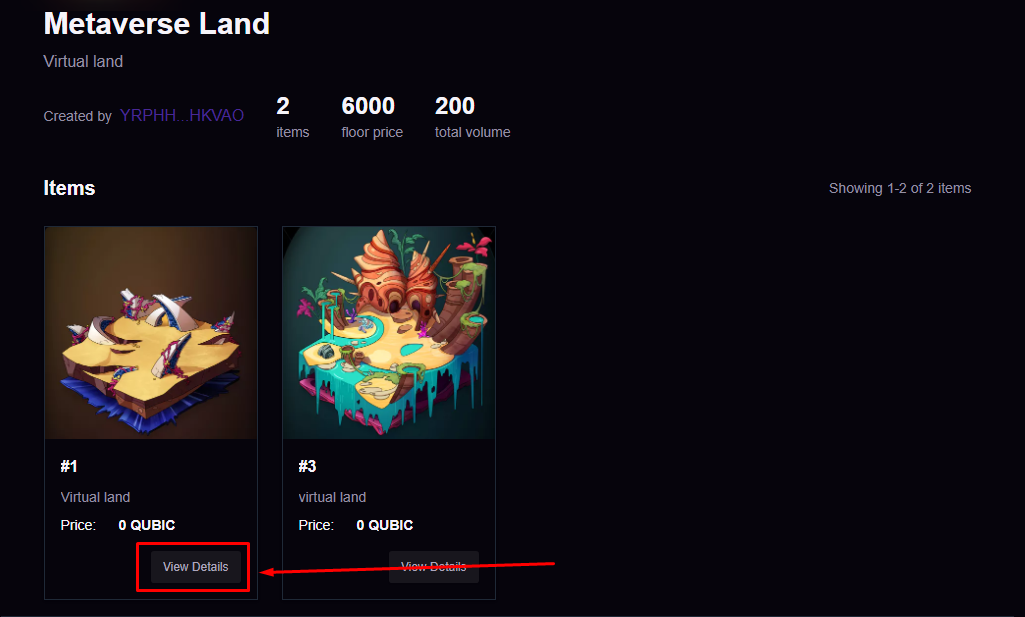 Metaverse Land
Virtual land
Created by YRPHH...HKVAO
2
items
6000
floor price
200
total volume
Items
Showing 1-2 of 2 items
#1
Virtual land
Price: 0 QUBIC
View Details
#3
virtual land
Price: 0 QUBIC
View Details